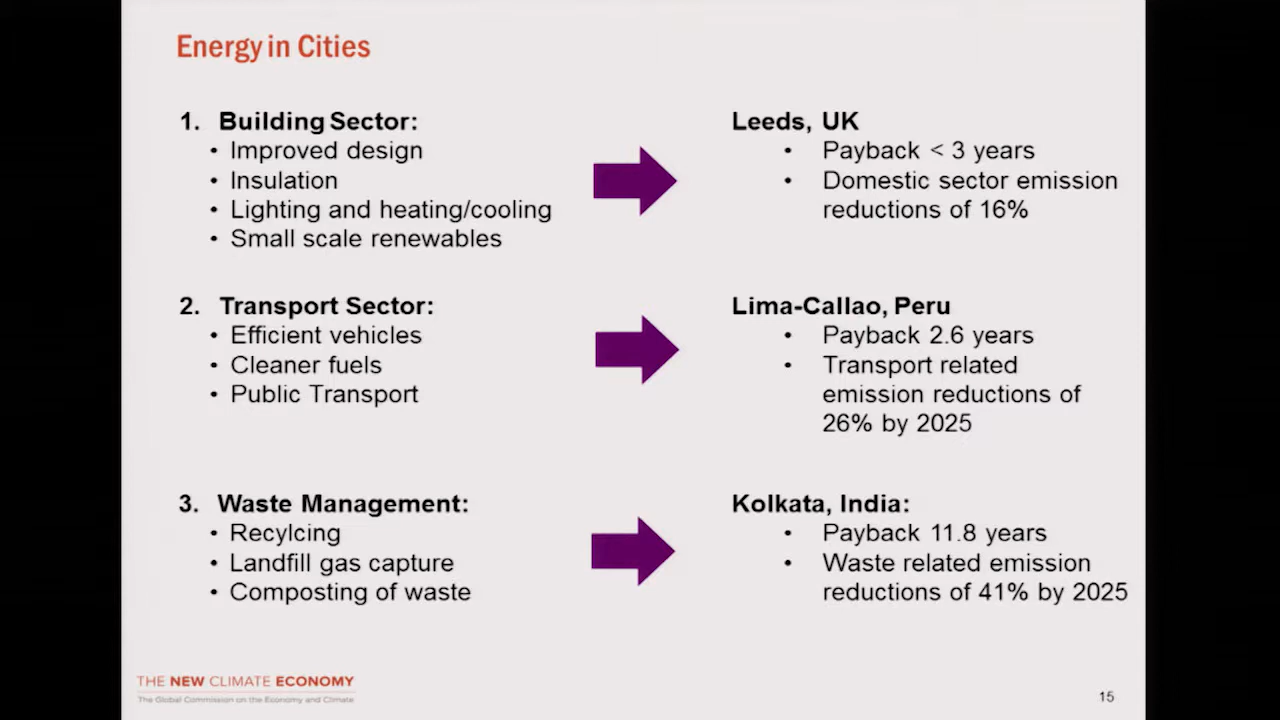 Energy in Cities
1. Building Sector:
• Improved design
• Insulation
• Lighting and heating/cooling
• Small scale renewables
Leeds, UK
• Payback < 3 years
• Domestic sector emission
reductions of 16%
2. Transport Sector:
• Efficient vehicles
• Cleaner fuels
• Public Transport
Lima-Callao, Peru
• Payback 2.6 years
• Transport related
emission reductions of
26% by 2025
3. Waste Management:
• Recylcing
• Landfill gas capture
• Composting of waste
Kolkata, India:
• Payback 11.8 years
• Waste related emission
reductions of 41% by 2025
THE NEW CLIMATE ECONOMY
The Global Commission on the Economy and Climate
15